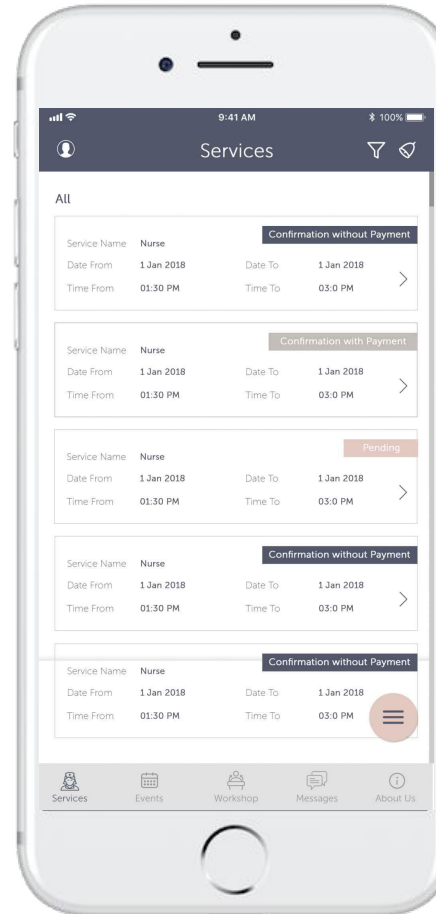 9:41 AM
100%
Services
All
Confirmation without Payment
Service Name Nurse
Date From 1 Jan 2018 Date To 1 Jan 2018
Time From 01:30 PM Time To 03:0 PM
Confirmation with Payment
Service Name Nurse
Date From 1 Jan 2018 Date To 1 Jan 2018
Time From 01:30 PM Time To 03:0 PM
Pending
Service Name Nurse
Date From 1 Jan 2018 Date To 1 Jan 2018
Time From 01:30 PM Time To 03:0 PM
Confirmation without Payment
Service Name Nurse
Date From 1 Jan 2018 Date To 1 Jan 2018
Time From 01:30 PM Time To 03:0 PM
Confirmation without Payment
Service Name Nurse
Date From 1 Jan 2018 Date To 1 Jan 2018
Time From 01:30 PM Time To 03:0 PM
Services Events Workshop Messages About Us